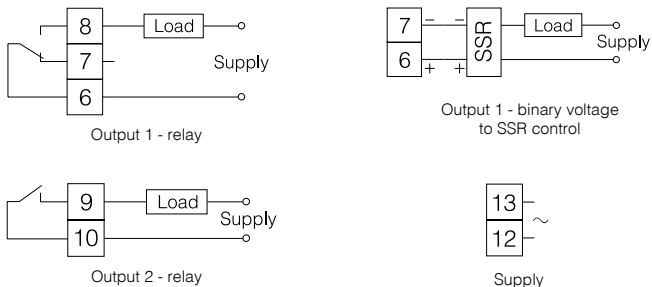 8 Load
7
6
Supply
Output 1 - relay
7 - -
6 + +
SSR
Load
Supply
Output 1 - binary voltage
to SSR control
9 Load
10
Supply
Output 2 - relay
13
12
~
Supply